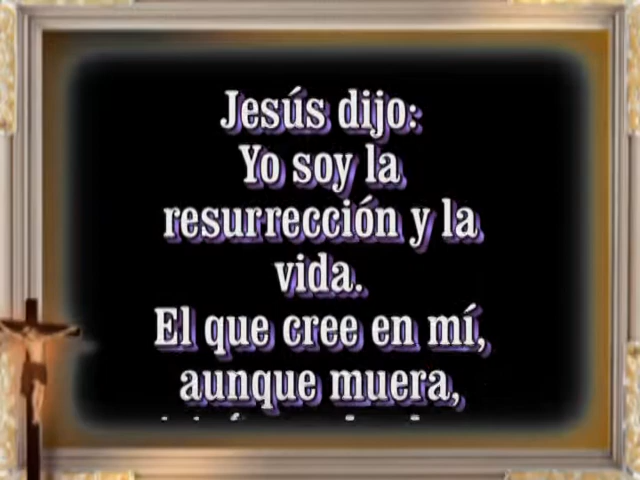 Jesús dijo:
Yo soy la
resurrección y la
vida.
El que cree en mí,
aunque muera,